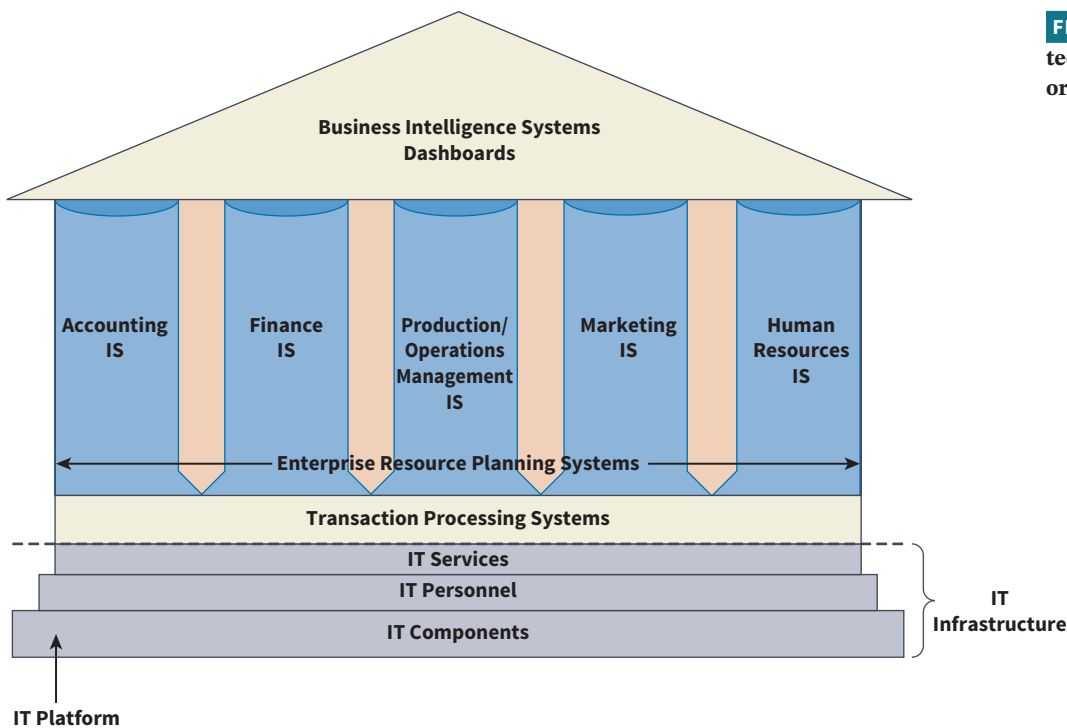 Business Intelligence Systems
Dashboards
Accounting
IS
Finance
IS
Production/
Operations
Management
IS
Marketing
IS
Human
Resources
IS
Enterprise Resource Planning Systems
Transaction Processing Systems
IT Services
IT Personnel
IT Components
IT
Infrastructure
IT Platform